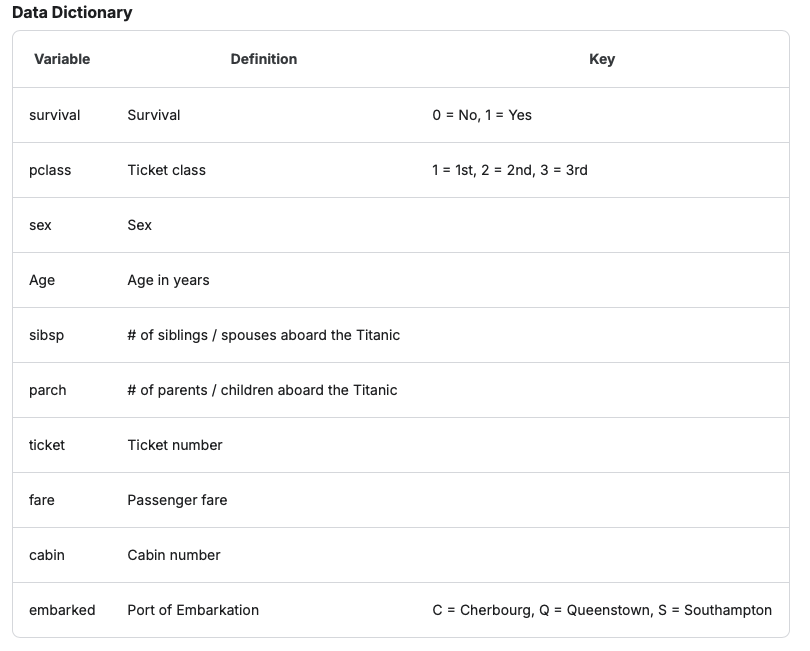 Data Dictionary
Variable Definition Key
survival Survival 0 = No, 1 = Yes
pclass Ticket class 1 = 1st, 2 = 2nd, 3 = 3rd
sex Sex
Age Age in years
sibsp # of siblings / spouses aboard the Titanic
parch # of parents / children aboard the Titanic
ticket Ticket number
fare Passenger fare
cabin Cabin number
embarked Port of Embarkation C = Cherbourg, Q = Queenstown, S = Southampton